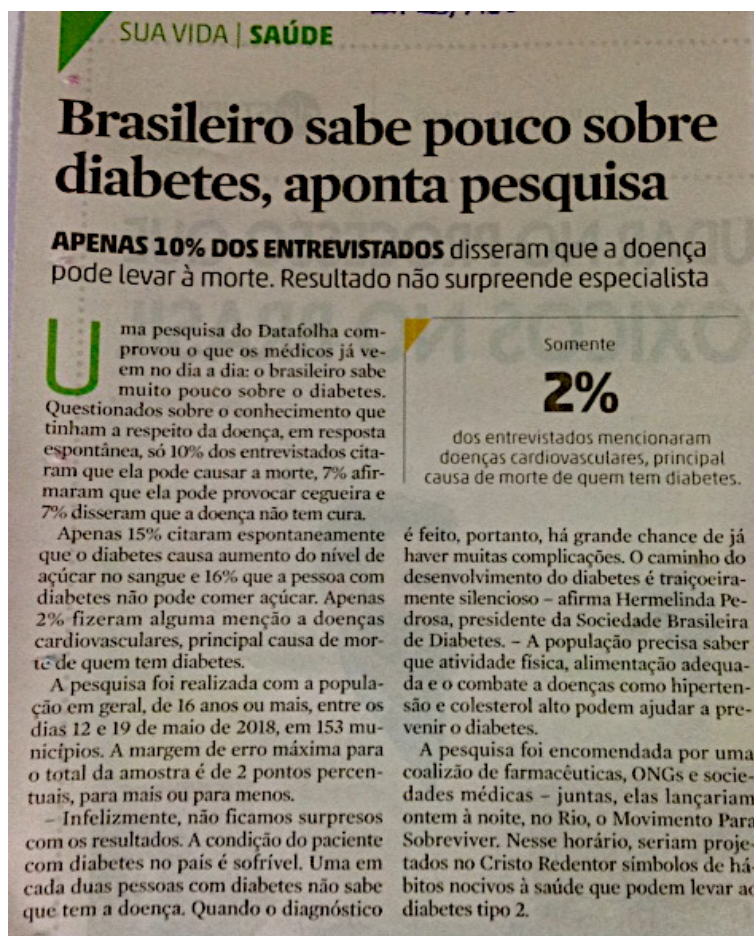 SUA VIDA | SAÚDE
Brasileiro sabe pouco sobre
diabetes, aponta pesquisa
APENAS 10% DOS ENTREVISTADOS disseram que a doença
pode levar à morte. Resultado não surpreende especialista
Uma pesquisa do Datafolha com-
provou o que os médicos já ve-
em no dia a dia: o brasileiro sabe
muito pouco sobre o diabetes.
Questionados sobre o conhecimento que
tinham a respeito da doença, em resposta
espontânea, só 10% dos entrevistados cita-
ram que ela pode causar a morte, 7% afir-
maram que ela pode provocar cegueira e
7% disseram que a doença não tem cura.
Apenas 15% citaram espontaneamente
que o diabetes causa aumento do nível de
açúcar no sangue e 16% que a pessoa com
diabetes não pode comer açúcar. Apenas
2% fizeram alguma menção a doenças
cardiovasculares, principal causa de mor-
te de quem tem diabetes.
A pesquisa foi realizada com a popula-
ção em geral, de 16 anos ou mais, entre os
dias 12 e 19 de maio de 2018, em 153 mu-
nicípios. A margem de erro máxima para
o total da amostra é de 2 pontos percen-
tuais, para mais ou para menos.
– Infelizmente, não ficamos surpresos
com os resultados. A condição do paciente
com diabetes no país é sofrível. Uma em
cada duas pessoas com diabetes não sabe
que tem a doença. Quando o diagnóstico
Somente
2%
dos entrevistados mencionaram
doenças cardiovasculares, principal
causa de morte de quem tem diabetes.
é feito, portanto, há grande chance de já
haver muitas complicações. O caminho do
desenvolvimento do diabetes é traiçoeira-
mente silencioso – afirma Hermelinda Pe-
drosa, presidente da Sociedade Brasileira
de Diabetes. – A população precisa saber
que atividade física, alimentação adequa-
da e o combate a doenças como hiperten-
são e colesterol alto podem ajudar a pre-
venir o diabetes.
A pesquisa foi encomendada por uma
coalizão de farmacêuticas, ONGs e socie-
dades médicas – juntas, elas lançariam
ontem à noite, no Rio, o Movimento Para
Sobreviver. Nesse horário, seriam proje-
tados no Cristo Redentor símbolos de há-
bitos nocivos à saúde que podem levar ao
diabetes tipo 2.